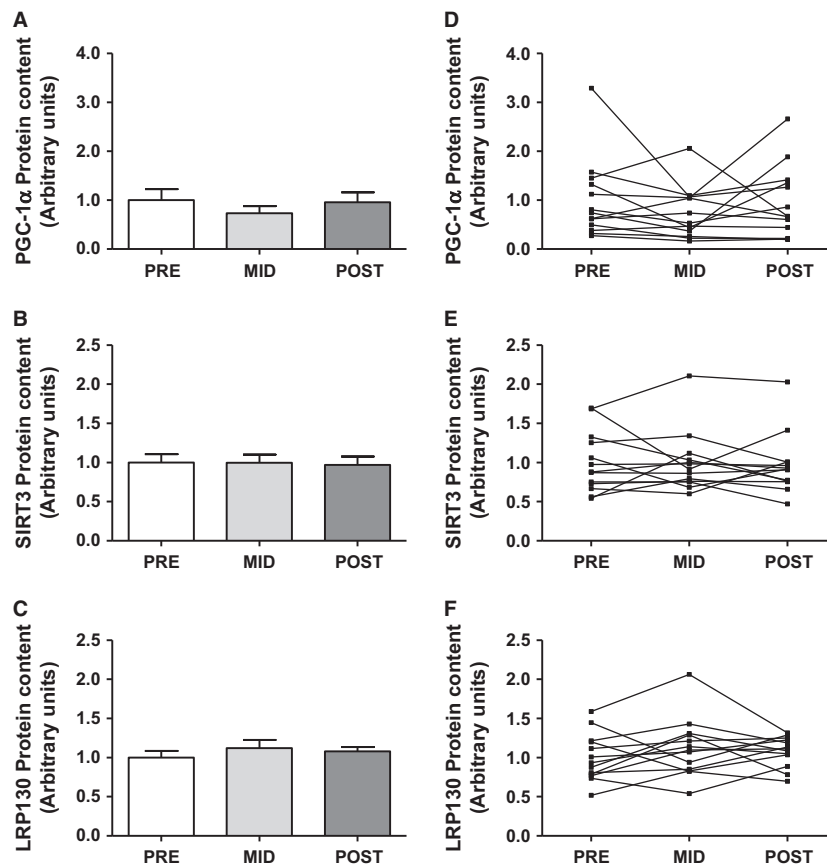 A
PGC-1α Protein content
(Arbitrary units)
4.0
3.0
2.0
1.0
0.0
PRE MID POST
D
PGC-1α Protein content
(Arbitrary units)
4.0
3.0
2.0
1.0
0.0
PRE MID POST
B
SIRT3 Protein content
(Arbitrary units)
2.5
2.0
1.5
1.0
0.5
0.0
PRE MID POST
E
SIRT3 Protein content
(Arbitrary units)
2.5
2.0
1.5
1.0
0.5
0.0
PRE MID POST
C
LRP130 Protein content
(Arbitrary units)
2.5
2.0
1.5
1.0
0.5
0.0
PRE MID POST
F
LRP130 Protein content
(Arbitrary units)
2.5
2.0
1.5
1.0
0.5
0.0
PRE MID POST